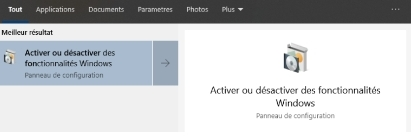 Tout Applications Documents Parametres Photos Plus
Meilleur résultat
Activer ou désactiver des
fonctionnalités Windows
Panneau de configuration
Activer ou désactiver des fonctionnalités
Windows
Panneau de configuration